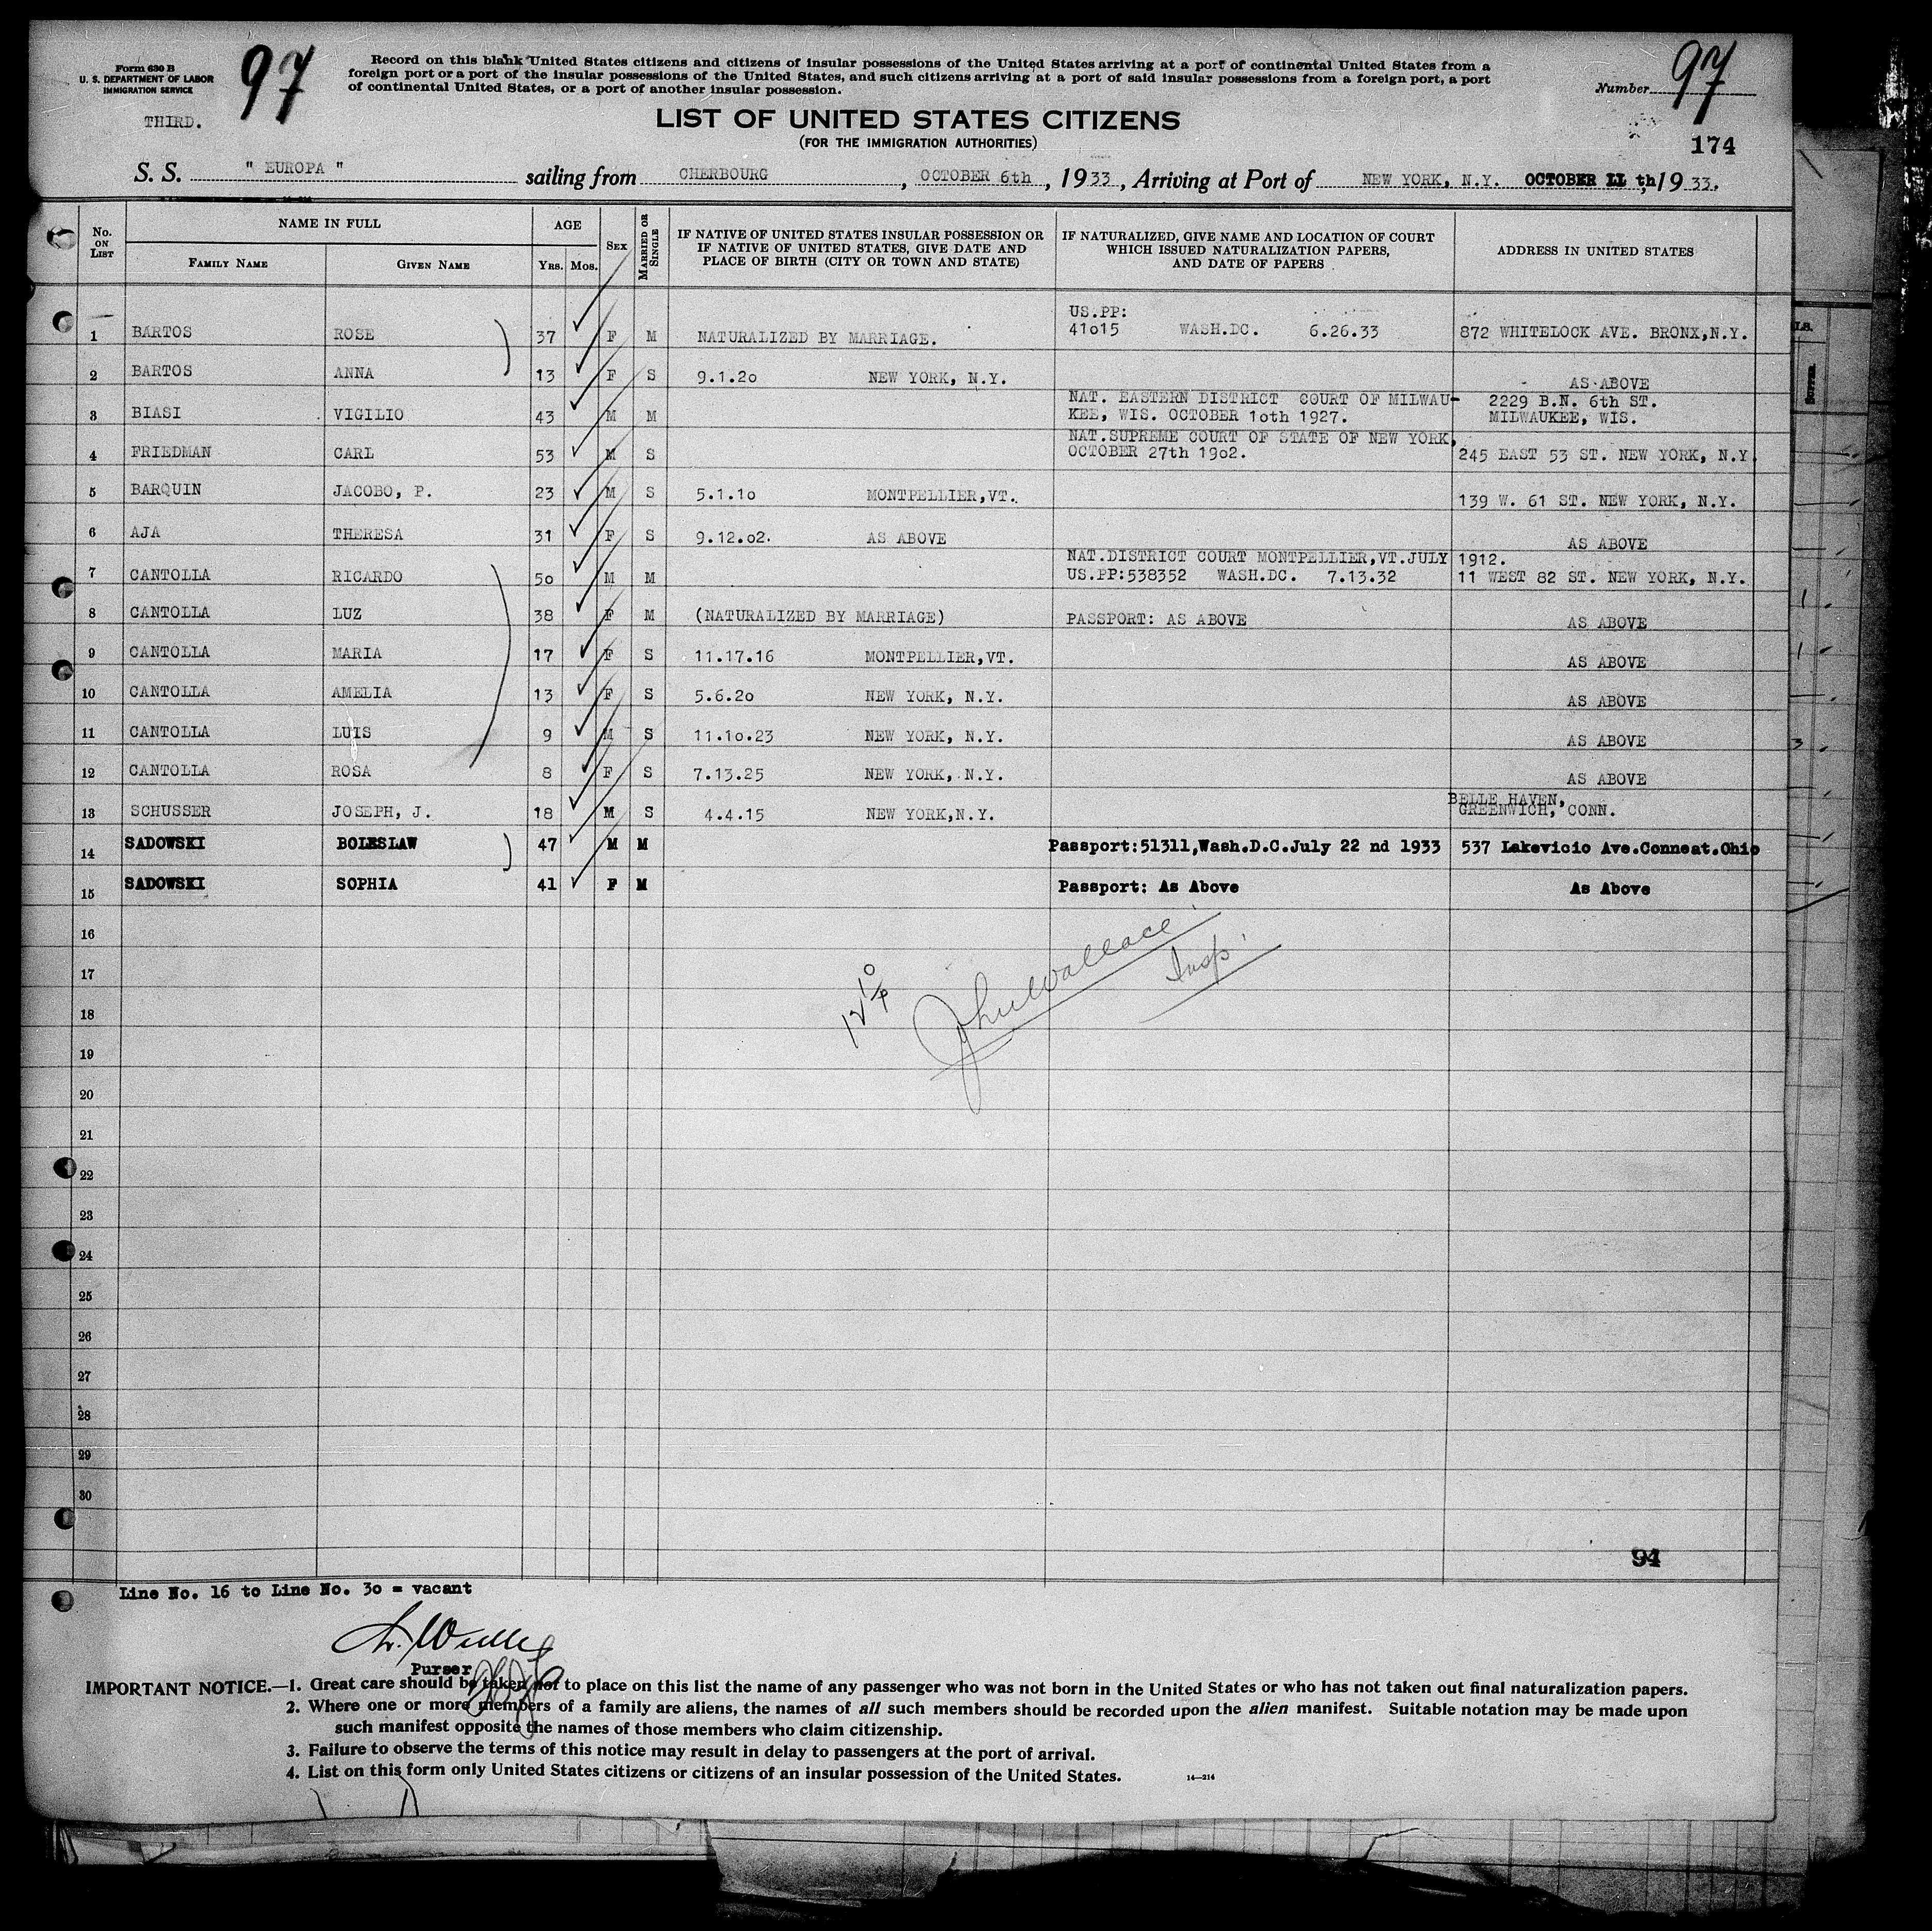 Form 630 B
U. S. DEPARTMENT OF LABOR
IMMIGRATION SERVICE
97
Record on this blank United States citizens and citizens of insular possessions of the United States arriving at a port of continental United States from a
foreign port or a port of the insular possessions of the United States, and such citizens arriving at a port of said insular possessions from a foreign port, a port
of continental United States, or a port of another insular possession.
Number 97
THIRD.
LIST OF UNITED STATES CITIZENS
(FOR THE IMMIGRATION AUTHORITIES)
174
S. S. " EUROPA " sailing from CHERBOURG, OCTOBER 6th, 1933, Arriving at Port of NEW YORK, N.Y. OCTOBER II th, 1933.
No. ON LIST NAME IN FULL FAMILY NAME GIVEN NAME AGE YRS. MOS. SEX MARRIED OR SINGLE IF NATIVE OF UNITED STATES INSULAR POSSESSION OR IF NATIVE OF UNITED STATES, GIVE DATE AND PLACE OF BIRTH (CITY OR TOWN AND STATE) IF NATURALIZED, GIVE NAME AND LOCATION OF COURT WHICH ISSUED NATURALIZATION PAPERS, AND DATE OF PAPERS ADDRESS IN UNITED STATES
US.PP:
1 BARTOS ROSE 37 F M NATURALIZED BY MARRIAGE. 41o15 WASH.DC. 6.26.33 872 WHITELOCK AVE. BRONX,N.Y.
2 BARTOS ANNA 13 F S 9.1.2o NEW YORK, N.Y. AS ABOVE
NAT. EASTERN DISTRICT COURT OF MILWAU- 2229 B.N. 6th ST.
3 BIASI VIGILIO 43 M M KEE, WIS. OCTOBER 1oth 1927. MILWAUKEE, WIS.
NAT.SUPREME COURT OF STATE OF NEW YORK,
4 FRIEDMAN CARL 53 M S OCTOBER 27th 19o2. 245 EAST 53 ST. NEW YORK, N.Y.
5 BARQUIN JACOBO, P. 23 M S 5.1.1o MONTPELLIER,VT. 139 W. 61 ST. NEW YORK, N.Y.
6 AJA THERESA 31 F S 9.12.o2. AS ABOVE AS ABOVE
NAT.DISTRICT COURT MONTPELLIER,VT.JULY 1912.
7 CANTOLLA RICARDO 5o M M US.PP:538352 WASH.DC. 7.13.32 11 WEST 82 ST. NEW YORK, N.Y.
8 CANTOLLA LUZ 38 F M (NATURALIZED BY MARRIAGE) PASSPORT: AS ABOVE AS ABOVE
9 CANTOLLA MARIA 17 F S 11.17.16 MONTPELLIER,VT. AS ABOVE
10 CANTOLLA AMELIA 13 F S 5.6.2o NEW YORK, N.Y. AS ABOVE
11 CANTOLLA LUIS 9 M S 11.1o.23 NEW YORK, N.Y. AS ABOVE
12 CANTOLLA ROSA 8 F S 7.13.25 NEW YORK, N.Y. AS ABOVE
BELLE HAVEN,
13 SCHUSSER JOSEPH, J. 18 M S 4.4.15 NEW YORK,N.Y. GREENWICH, CONN.
14 SADOWSKI BOLESLAW 47 M M Passport:51311,Wash.D.C.July 22 nd 1933 537 Lakevicio Ave.Conneat.Ohio
15 SADOWSKI SOPHIA 41 F M Passport: As Above As Above
16
17
John Wallace
Insp.
18
19
20
21
22
23
24
25
26
27
28
29
30
94
Line No. 16 to Line No. 3o = vacant
Purser
IMPORTANT NOTICE.—1. Great care should be taken not to place on this list the name of any passenger who was not born in the United States or who has not taken out final naturalization papers.
2. Where one or more members of a family are aliens, the names of all such members should be recorded upon the alien manifest. Suitable notation may be made upon
such manifest opposite the names of those members who claim citizenship.
3. Failure to observe the terms of this notice may result in delay to passengers at the port of arrival.
4. List on this form only United States citizens or citizens of an insular possession of the United States.
14—214